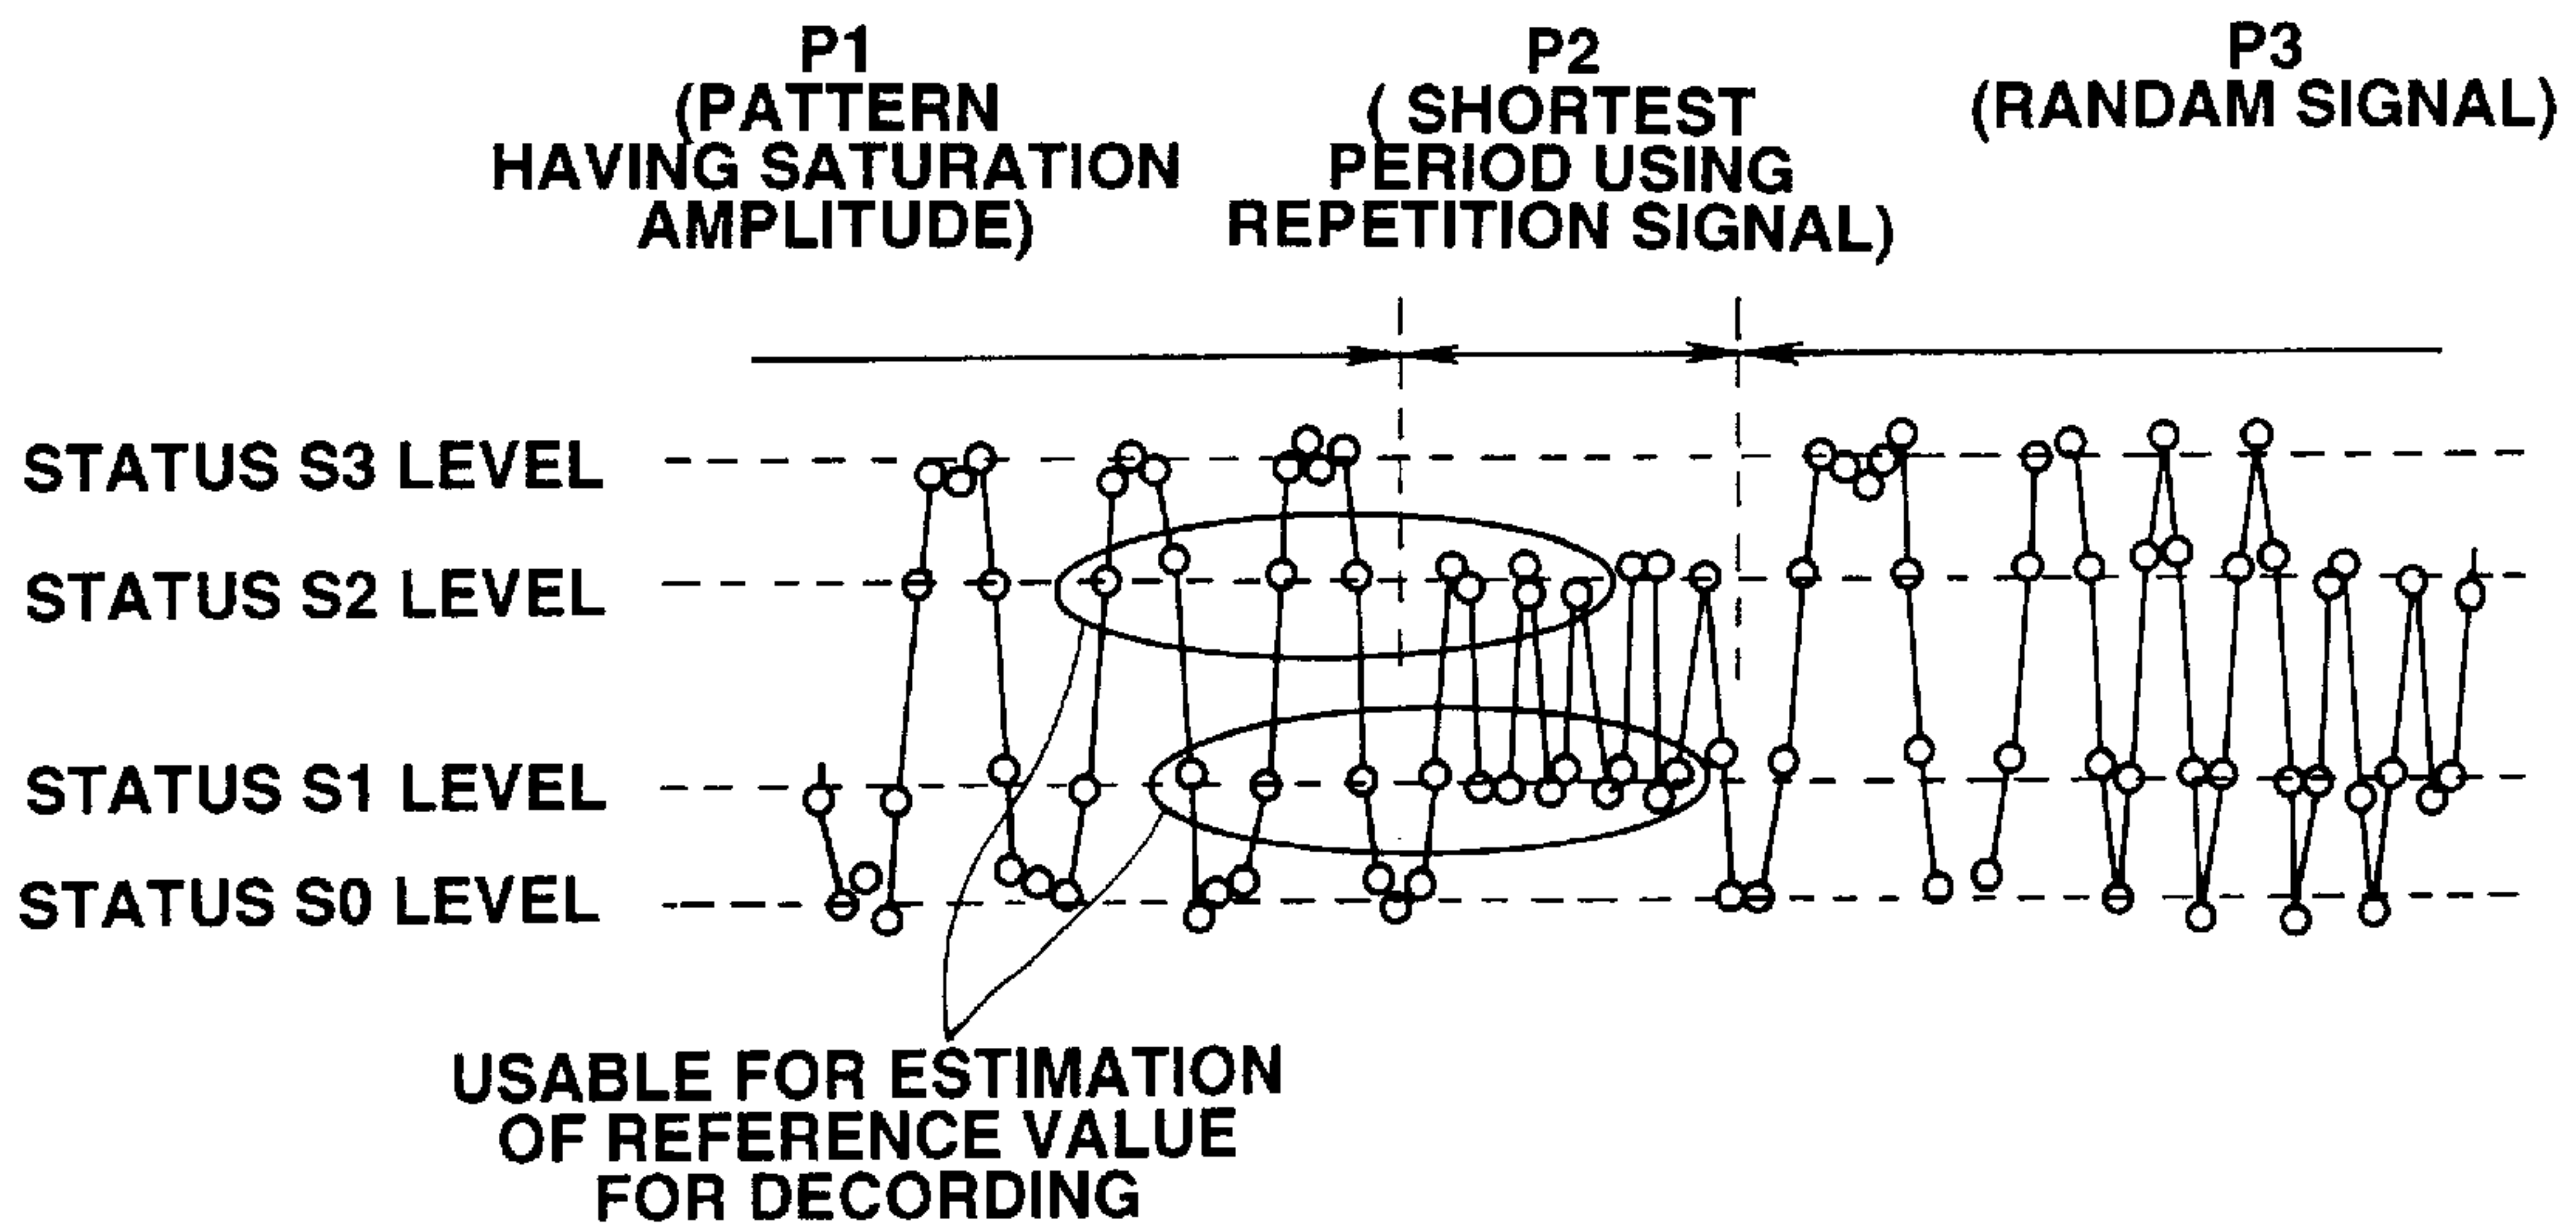 P1
(PATTERN
HAVING SATURATION
AMPLITUDE)
P2
( SHORTEST
PERIOD USING
REPETITION SIGNAL)
P3
(RANDAM SIGNAL)
STATUS S3 LEVEL
STATUS S2 LEVEL
STATUS S1 LEVEL
STATUS S0 LEVEL
USABLE FOR ESTIMATION
OF REFERENCE VALUE
FOR DECORDING